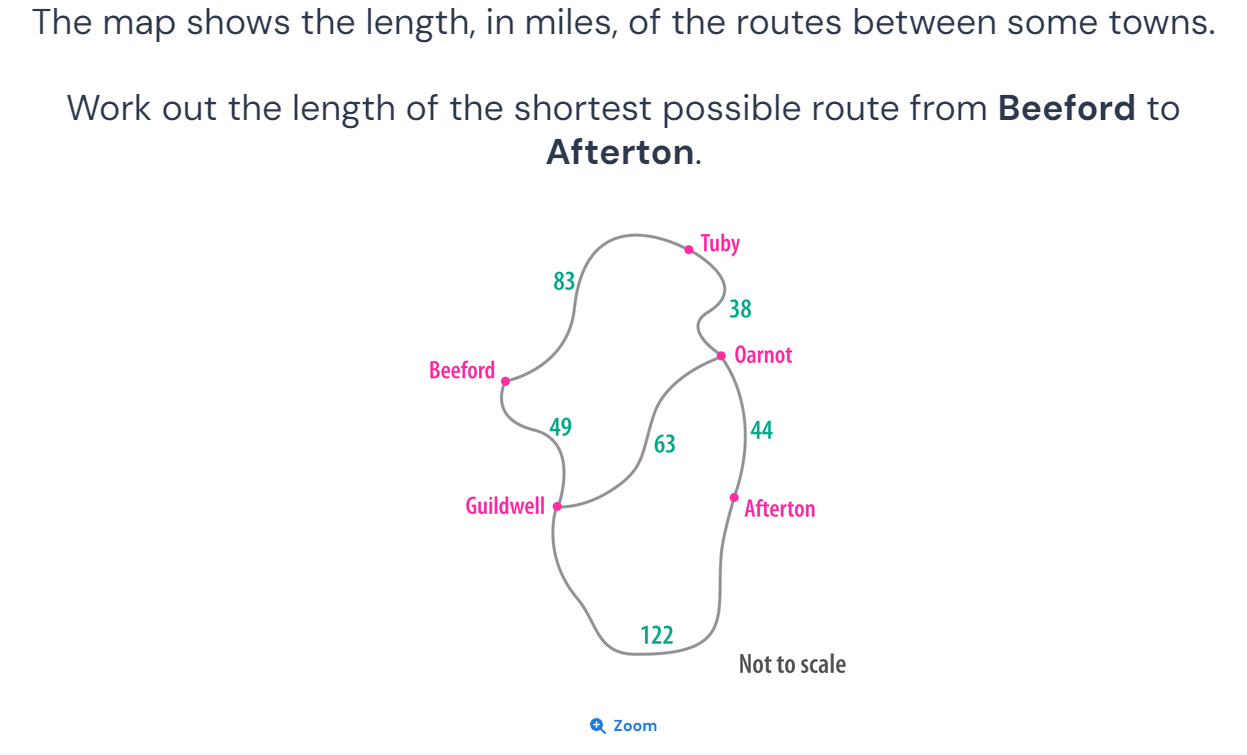 The map shows the length, in miles, of the routes between some towns.
Work out the length of the shortest possible route from Beeford to
Afterton.
Tuby
83
38
Oarnot
Beeford
49
44
63
Guildwell
Afterton
122
Not to scale
Zoom